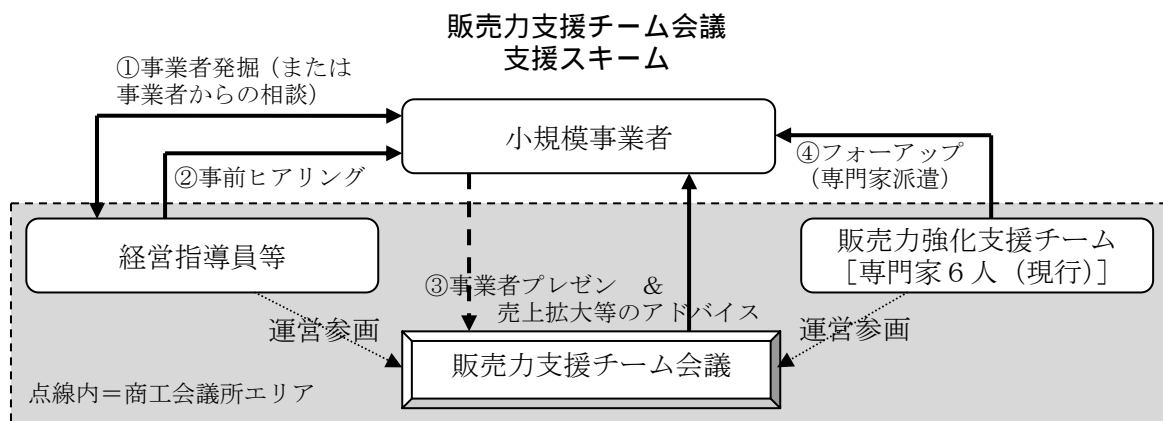 販売力支援チーム会議
支援スキーム
①事業者発掘（または
事業者からの相談）
小規模事業者
②事前ヒアリング
④フォーアップ
（専門家派遣）
経営指導員等
販売力強化支援チーム
［専門家６人（現行）］
③事業者プレゼン　＆
売上拡大等のアドバイス
運営参画
運営参画
販売力支援チーム会議
点線内＝商工会議所エリア